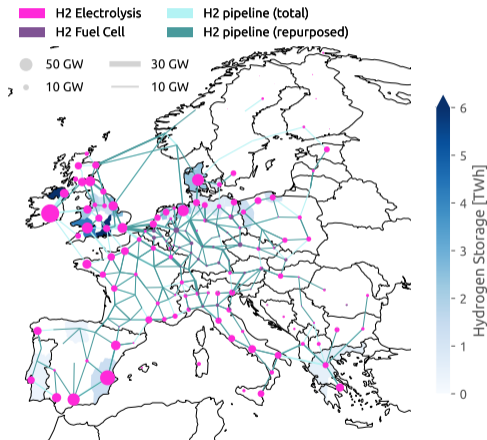 H2 Electrolysis
H2 Fuel Cell
H2 pipeline (total)
H2 pipeline (repurposed)
50 GW
10 GW
30 GW
10 GW
6
5
4
3
2
1
0
Hydrogen Storage [TWh]